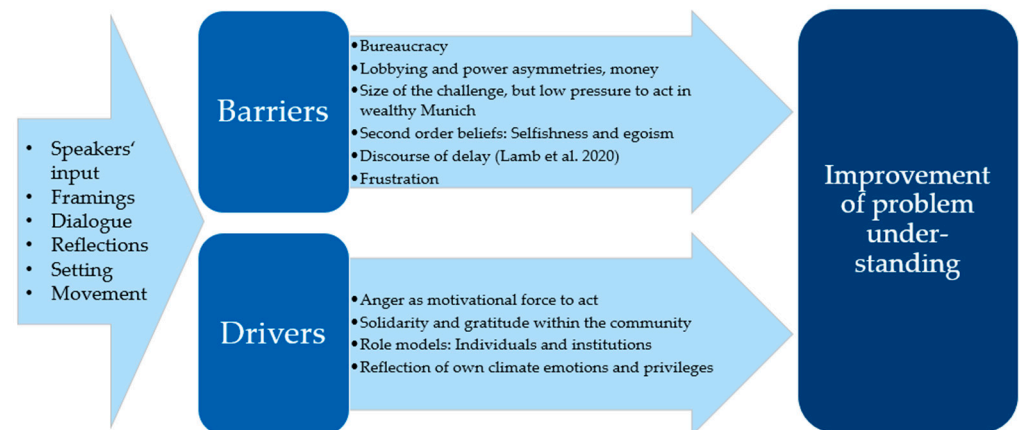 • Speakers‘
input
• Framings
• Dialogue
• Reflections
• Setting
• Movement
Barriers
•Bureaucracy
•Lobbying and power asymmetries, money
•Size of the challenge, but low pressure to act in
wealthy Munich
•Second order beliefs: Selfishness and egoism
•Discourse of delay (Lamb et al. 2020)
•Frustration
Drivers
•Anger as motivational force to act
•Solidarity and gratitude within the community
•Role models: Individuals and institutions
•Reflection of own climate emotions and privileges
Improvement
of problem
under-
standing